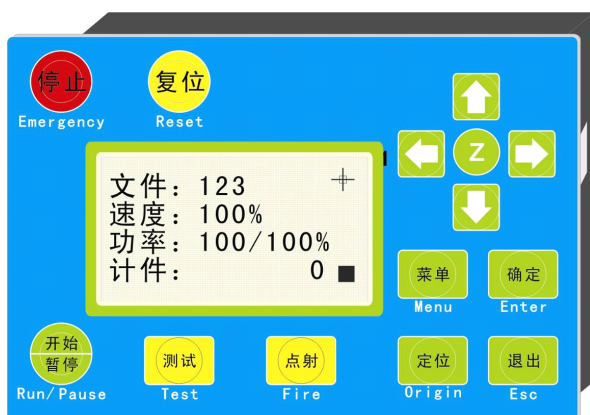 停止
Emergency
复位
Reset
Z
文件：123
速度：100%
功率：100/100%
计件：　　　0
菜单
Menu
确定
Enter
开始
暂停
Run/Pause
测试
Test
点射
Fire
定位
Origin
退出
Esc